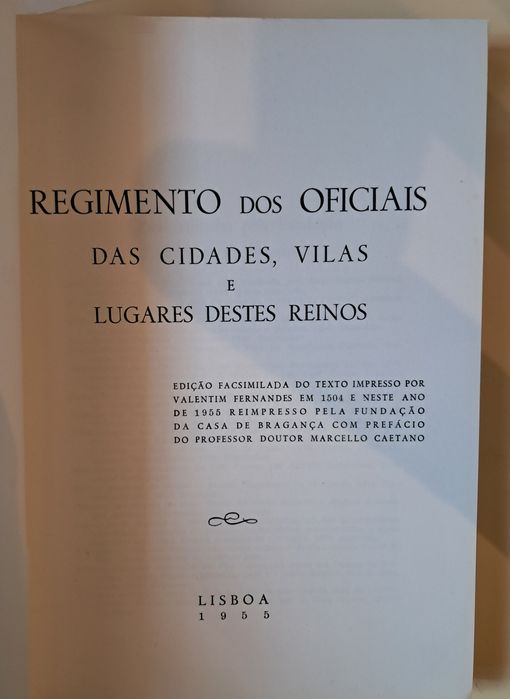 REGIMENTO DOS OFICIAIS
DAS CIDADES, VILAS
E
LUGARES DESTES REINOS
EDIÇÃO FACSIMILADA DO TEXTO IMPRESSO POR
VALENTIM FERNANDES EM 1504 E NESTE ANO
DE 1955 REIMPRESSO PELA FUNDAÇÃO
DA CASA DE BRAGANÇA COM PREFÁCIO
DO PROFESSOR DOUTOR MARCELLO CAETANO
LISBOA
1955